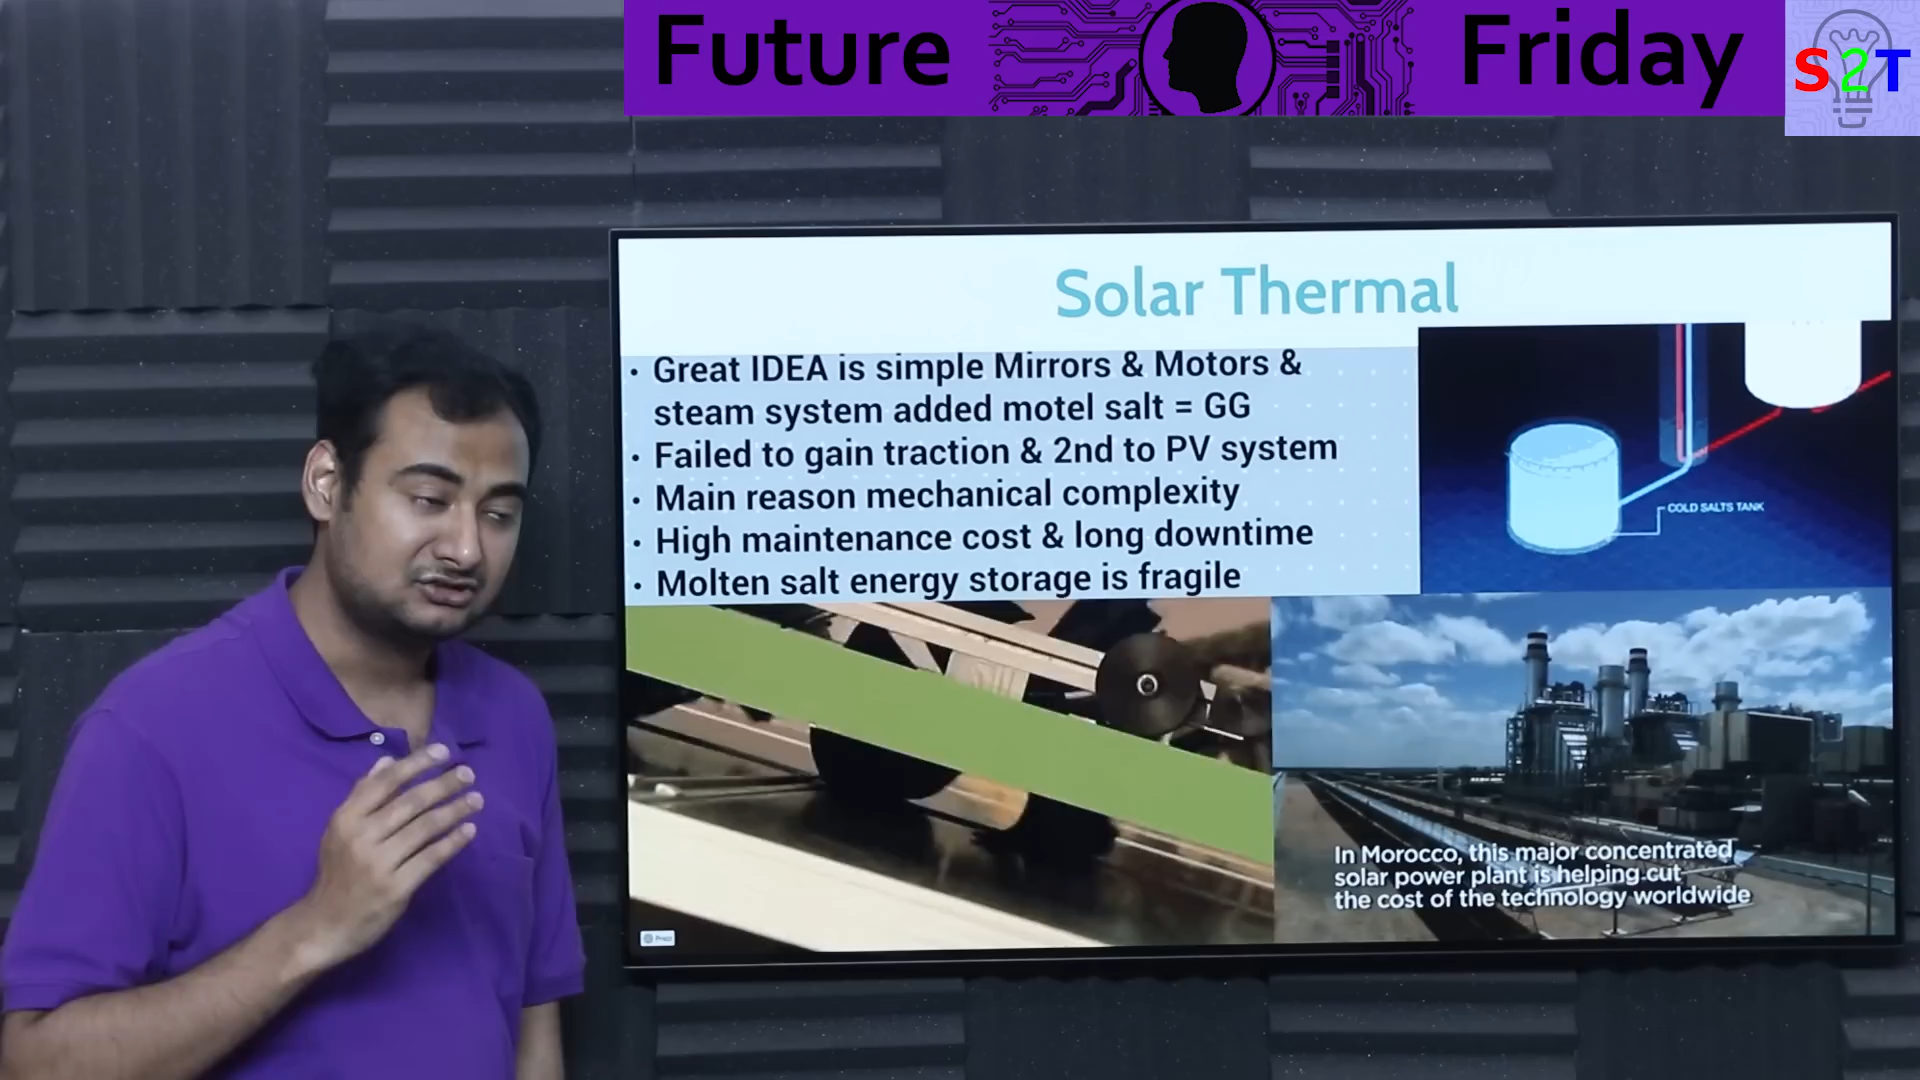 Future Friday
S2T
Solar Thermal
• Great IDEA is simple Mirrors & Motors &
steam system added motel salt = GG
• Failed to gain traction & 2nd to PV system
• Main reason mechanical complexity
• High maintenance cost & long downtime
• Molten salt energy storage is fragile
COLD SALTS TANK
In Morocco, this major concentrated
solar power plant is helping cut
the cost of the technology worldwide
Prezi